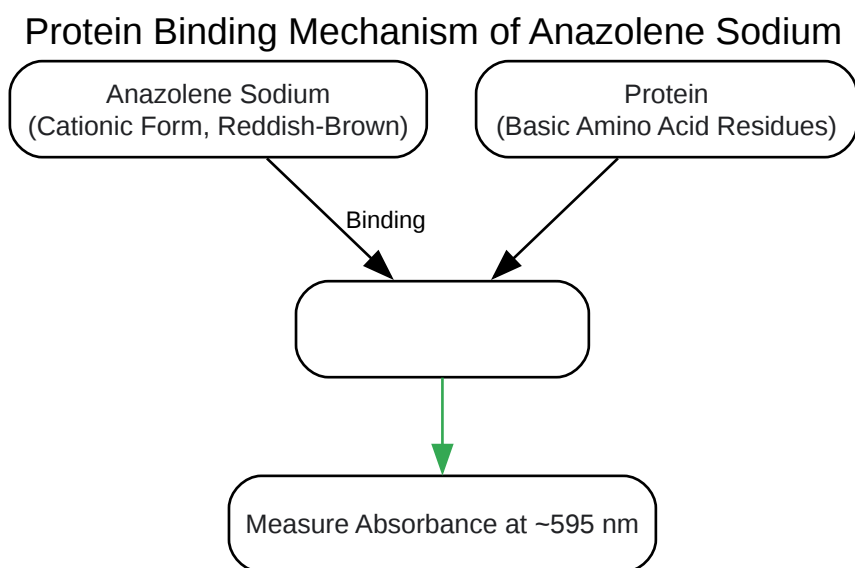 Protein Binding Mechanism of Anazolene Sodium
Anazolene Sodium
(Cationic Form, Reddish-Brown)
Protein
(Basic Amino Acid Residues)
Binding
Measure Absorbance at ~595 nm